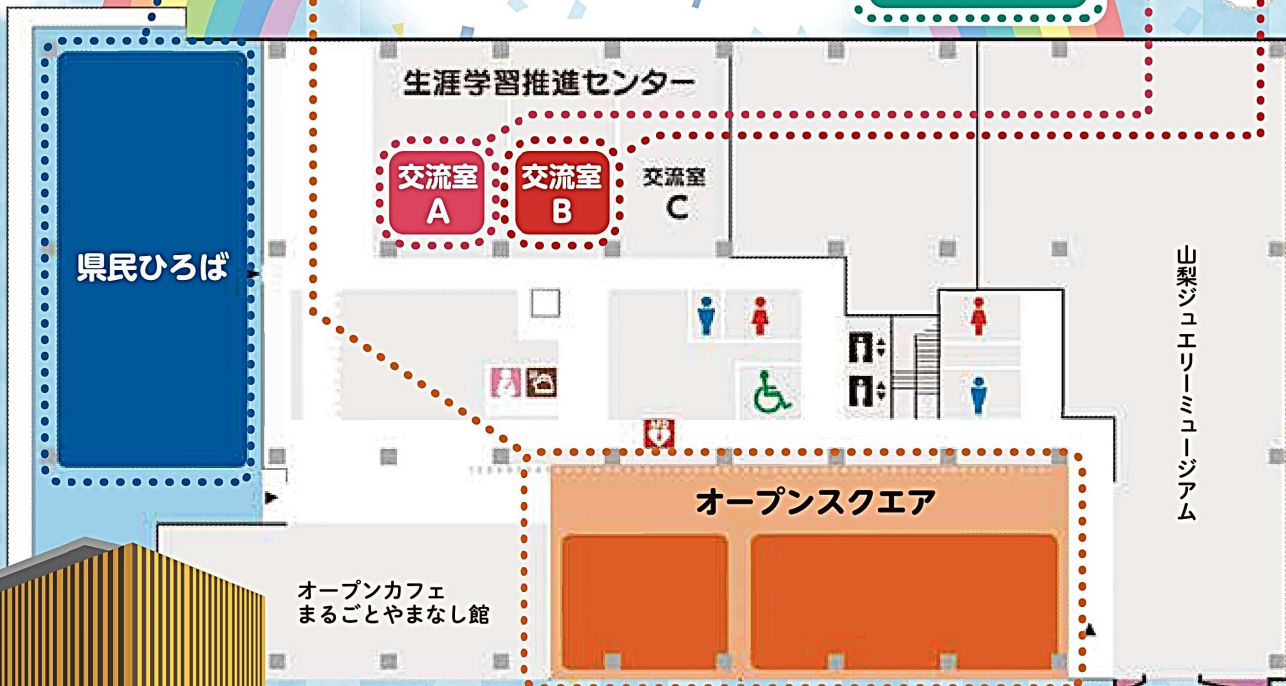 生涯学習推進センター
交流室
A
交流室
B
交流室
C
県民ひろば
山梨ジュエリーミュージアム
オープンスクエア
オープンカフェ
まるごとやまなし館